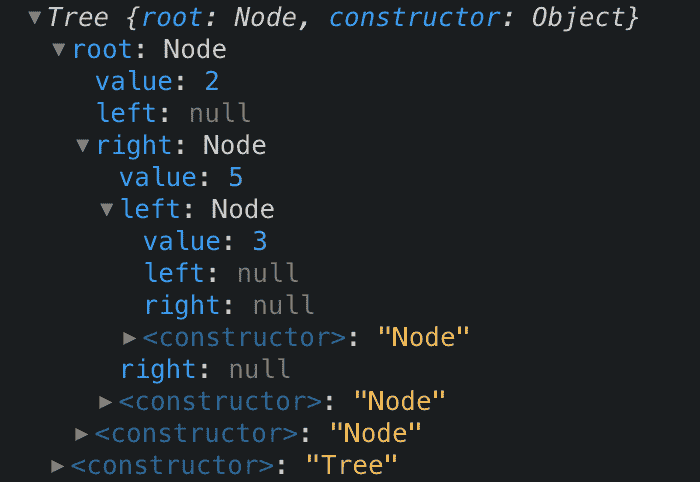 ▼Tree {root: Node, constructor: Object}
▼root: Node
value: 2
left: null
▼right: Node
value: 5
▼left: Node
value: 3
left: null
right: null
▶<constructor>: "Node"
right: null
▶<constructor>: "Node"
▶<constructor>: "Node"
▶<constructor>: "Tree"